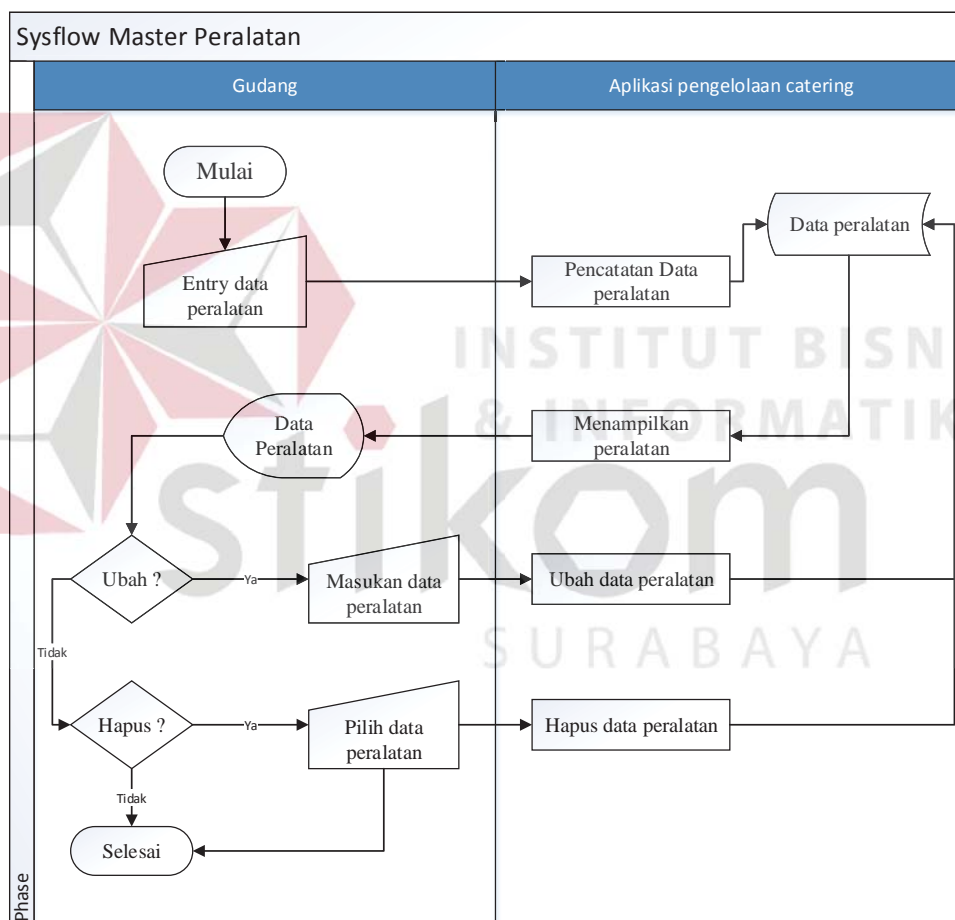 Sysflow Master Peralatan
Gudang
Aplikasi pengelolaan catering
Mulai
Data peralatan
Entry data
peralatan
Pencatatan Data
peralatan
INSTITUT BISN
& INFORMATIK
Data
Peralatan
Menampilkan
peralatan
stikom
Ubah ?
Ya
Masukan data
peralatan
Ubah data peralatan
SURABAYA
Tidak
Hapus ?
Ya
Pilih data
peralatan
Hapus data peralatan
Tidak
Selesai
Phase